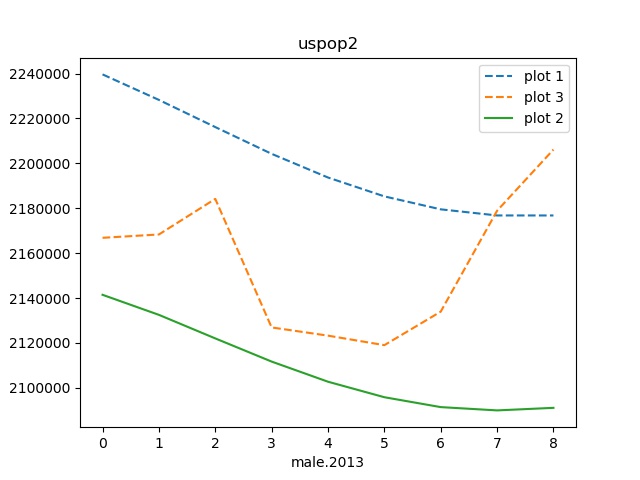 uspop2
2240000
2220000
2200000
2180000
2160000
2140000
2120000
2100000
plot 1
plot 3
plot 2
0 1 2 3 4 5 6 7 8
male.2013